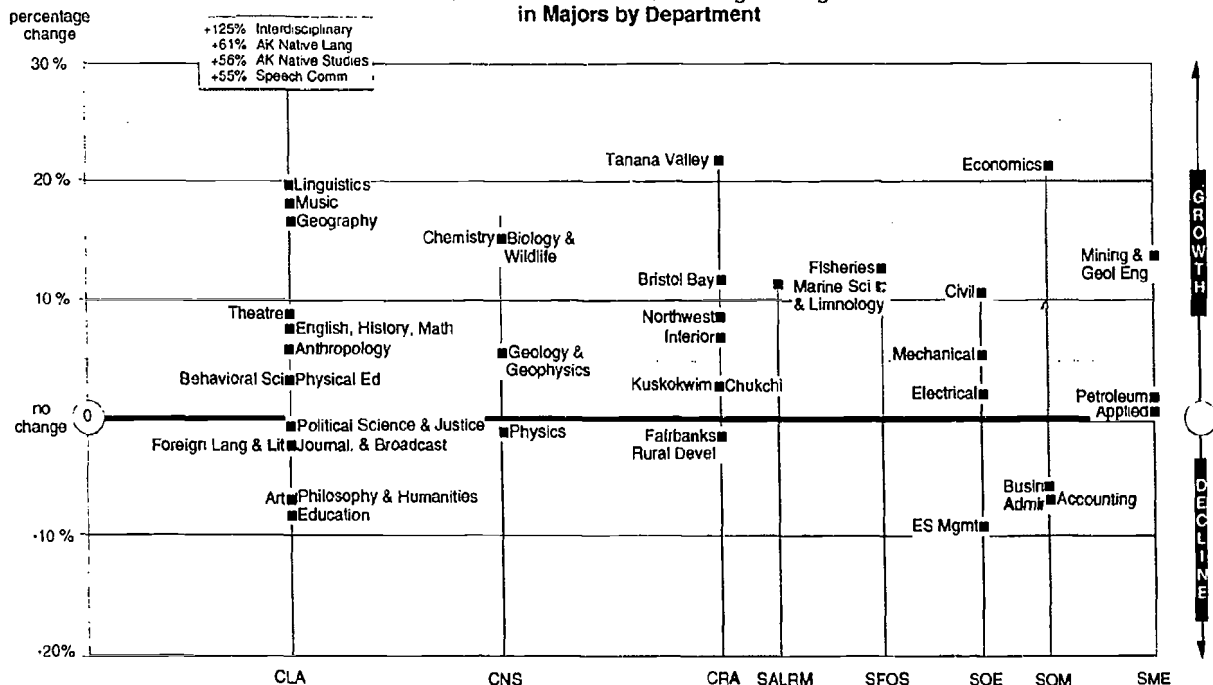 in Majors by Department
percentage
change
+125% Interdisciplinary
+61% AK Native Lang
+56% AK Native Studies
+55% Speech Comm
30 %
Tanana Valley
Economics
20 %
Linguistics
Music
Geography
GROWTH
Chemistry Biology &
Wildlife
Mining &
Geol Eng
Fisheries
Bristol Bay
Marine Sci
& Limnology
Civil
10 %
Theatre
English, History, Math
Northwest
Interior
Anthropology
Geology &
Geophysics
Mechanical
Behavioral Sci Physical Ed
Kuskokwim Chukchi
Electrical
Petroleum
Applied
no
change
0
Political Science & Justice
Physics
Foreign Lang & Lit Journal. & Broadcast
Fairbanks
Rural Devel
Art Philosophy & Humanities
Education
Busin
Admin
Accounting
DECLINE
ES Mgmt
-10 %
-20%
CLA CNS CRA SALRM SFOS SOE SOM SME